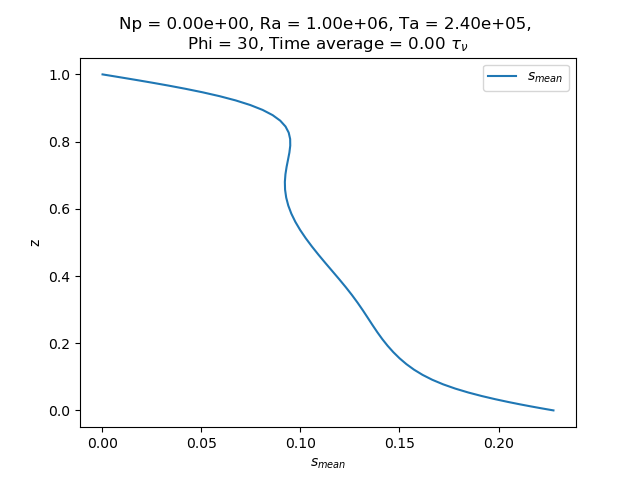 Np = 0.00e+00, Ra = 1.00e+06, Ta = 2.40e+05,
Phi = 30, Time average = 0.00 τν
s_mean
1.0
0.8
0.6
z
0.4
0.2
0.0
0.00 0.05 0.10 0.15 0.20
s_mean